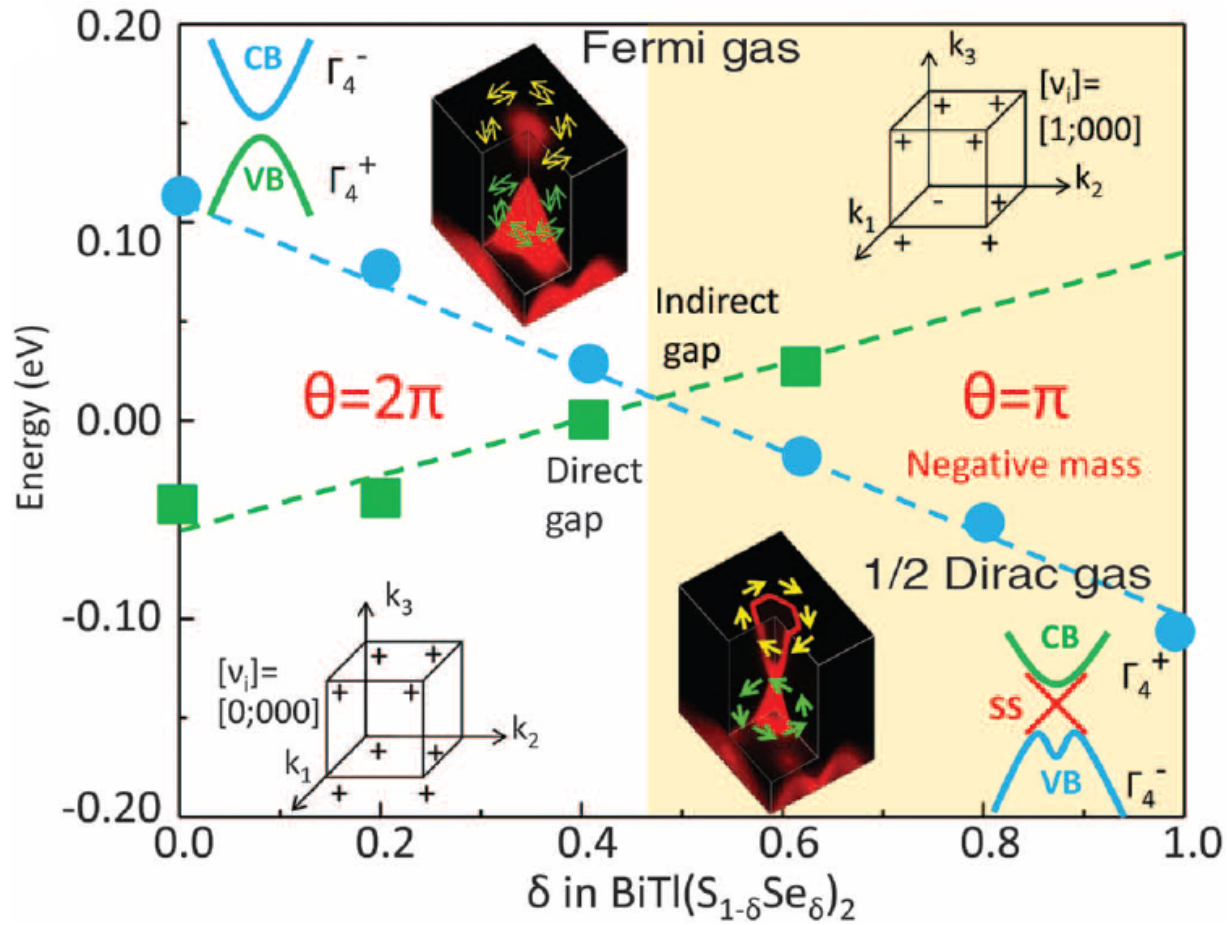 0.20
Fermi gas
CB
Γ₄⁻
VB
Γ₄⁺
k₃
[νᵢ]=
[1;000]
k₂
k₁
+ + + + - + + +
0.10
Indirect
gap
θ=2π
θ=π
Energy (eV)
0.00
Direct
gap
Negative mass
1/2 Dirac gas
-0.10
k₃
[νᵢ]=
[0;000]
k₂
k₁
+ + + + + + + +
CB
Γ₄⁺
SS
VB
Γ₄⁻
-0.20
0.0 0.2 0.4 0.6 0.8 1.0
δ in BiTl(S₁₋δSeδ)₂